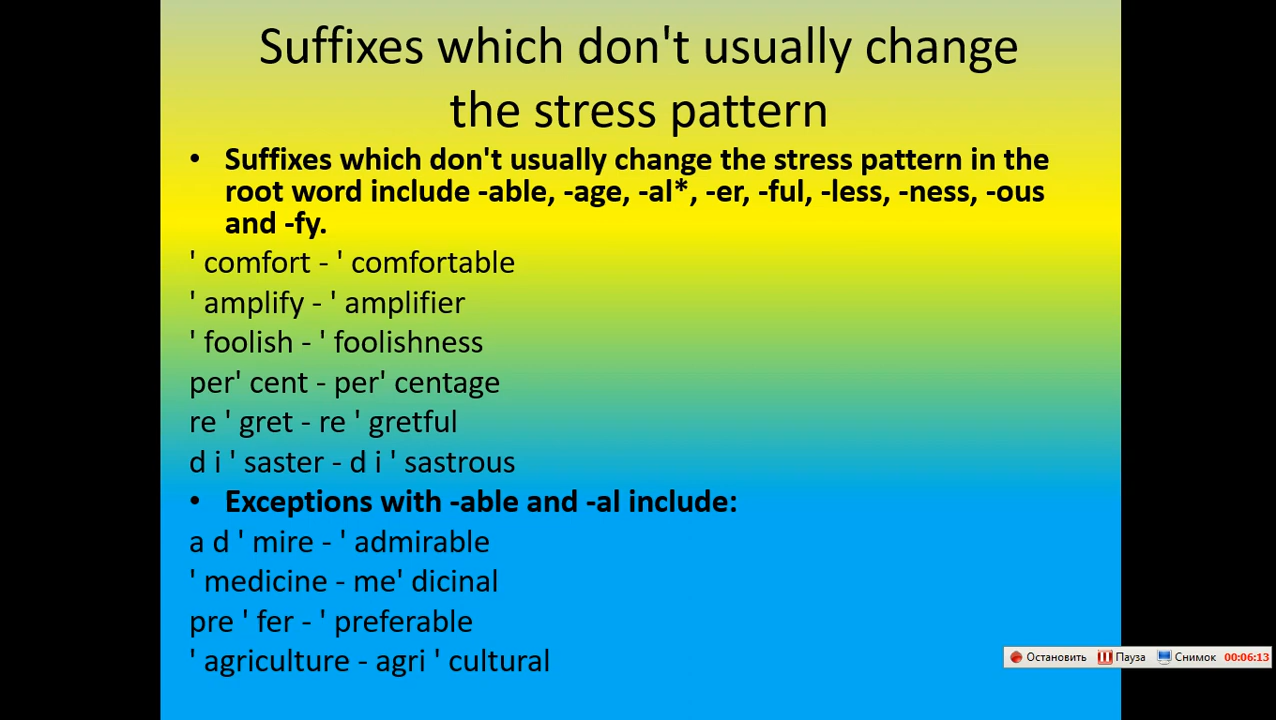 Suffixes which don't usually change
the stress pattern
• Suffixes which don't usually change the stress pattern in the
root word include -able, -age, -al*, -er, -ful, -less, -ness, -ous
and -fy.
' comfort - ' comfortable
' amplify - ' amplifier
' foolish - ' foolishness
per' cent - per' centage
re ' gret - re ' gretful
d i ' saster - d i ' sastrous
• Exceptions with -able and -al include:
a d ' mire - ' admirable
' medicine - me' dicinal
pre ' fer - ' preferable
' agriculture - agri ' cultural
Остановить Пауза Снимок 00:06:13